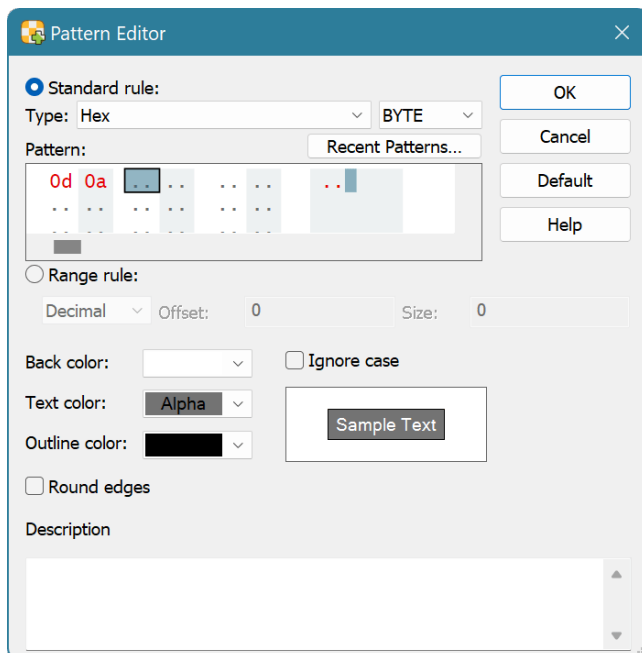 Pattern Editor
Standard rule:
OK
Type: Hex BYTE
Cancel
Pattern: Recent Patterns...
0d 0a .. .. .. .. ..
Default
.. .. .. .. .. ..
.. .. .. .. .. ..
Help
Range rule:
Decimal Offset: 0 Size: 0
Back color: Ignore case
Text color: Alpha
Sample Text
Outline color:
Round edges
Description